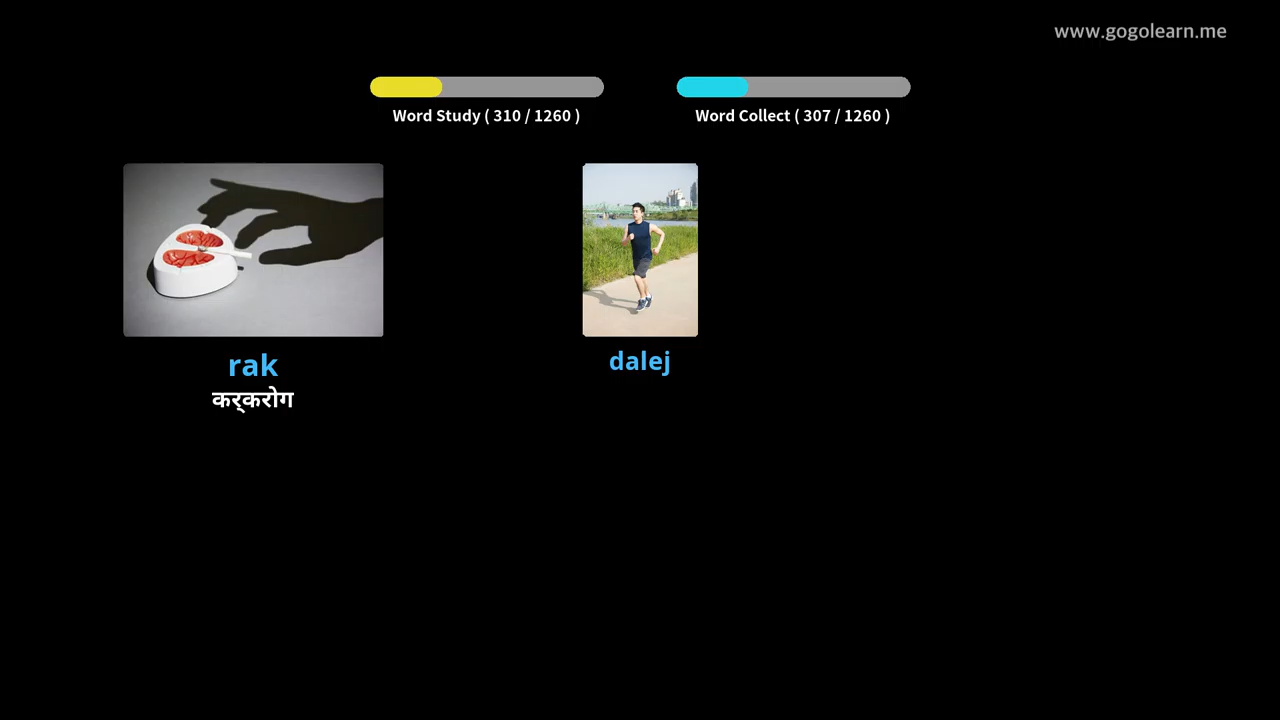 www.gogolearn.me
Word Study ( 310 / 1260 )
Word Collect ( 307 / 1260 )
rak
कर्‌करोग
dalej